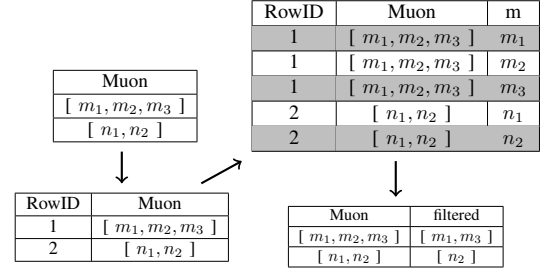 Muon
[ m₁, m₂, m₃ ]
[ n₁, n₂ ]
RowID Muon
1 [ m₁, m₂, m₃ ]
2 [ n₁, n₂ ]
RowID Muon m
1 [ m₁, m₂, m₃ ] m₁
1 [ m₁, m₂, m₃ ] m₂
1 [ m₁, m₂, m₃ ] m₃
2 [ n₁, n₂ ] n₁
2 [ n₁, n₂ ] n₂
Muon filtered
[ m₁, m₂, m₃ ] [ m₁, m₃ ]
[ n₁, n₂ ] [ n₂ ]